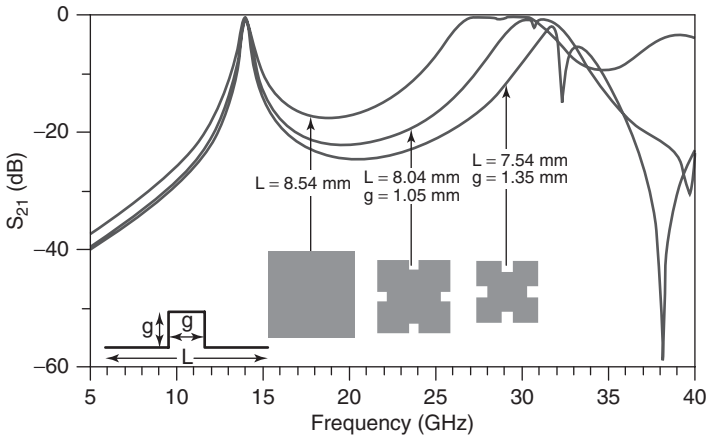 0
−20
−40
−60
S21 (dB)
L = 8.54 mm
L = 8.04 mm
g = 1.05 mm
L = 7.54 mm
g = 1.35 mm
g
g
L
5
10
15
20
25
30
35
40
Frequency (GHz)